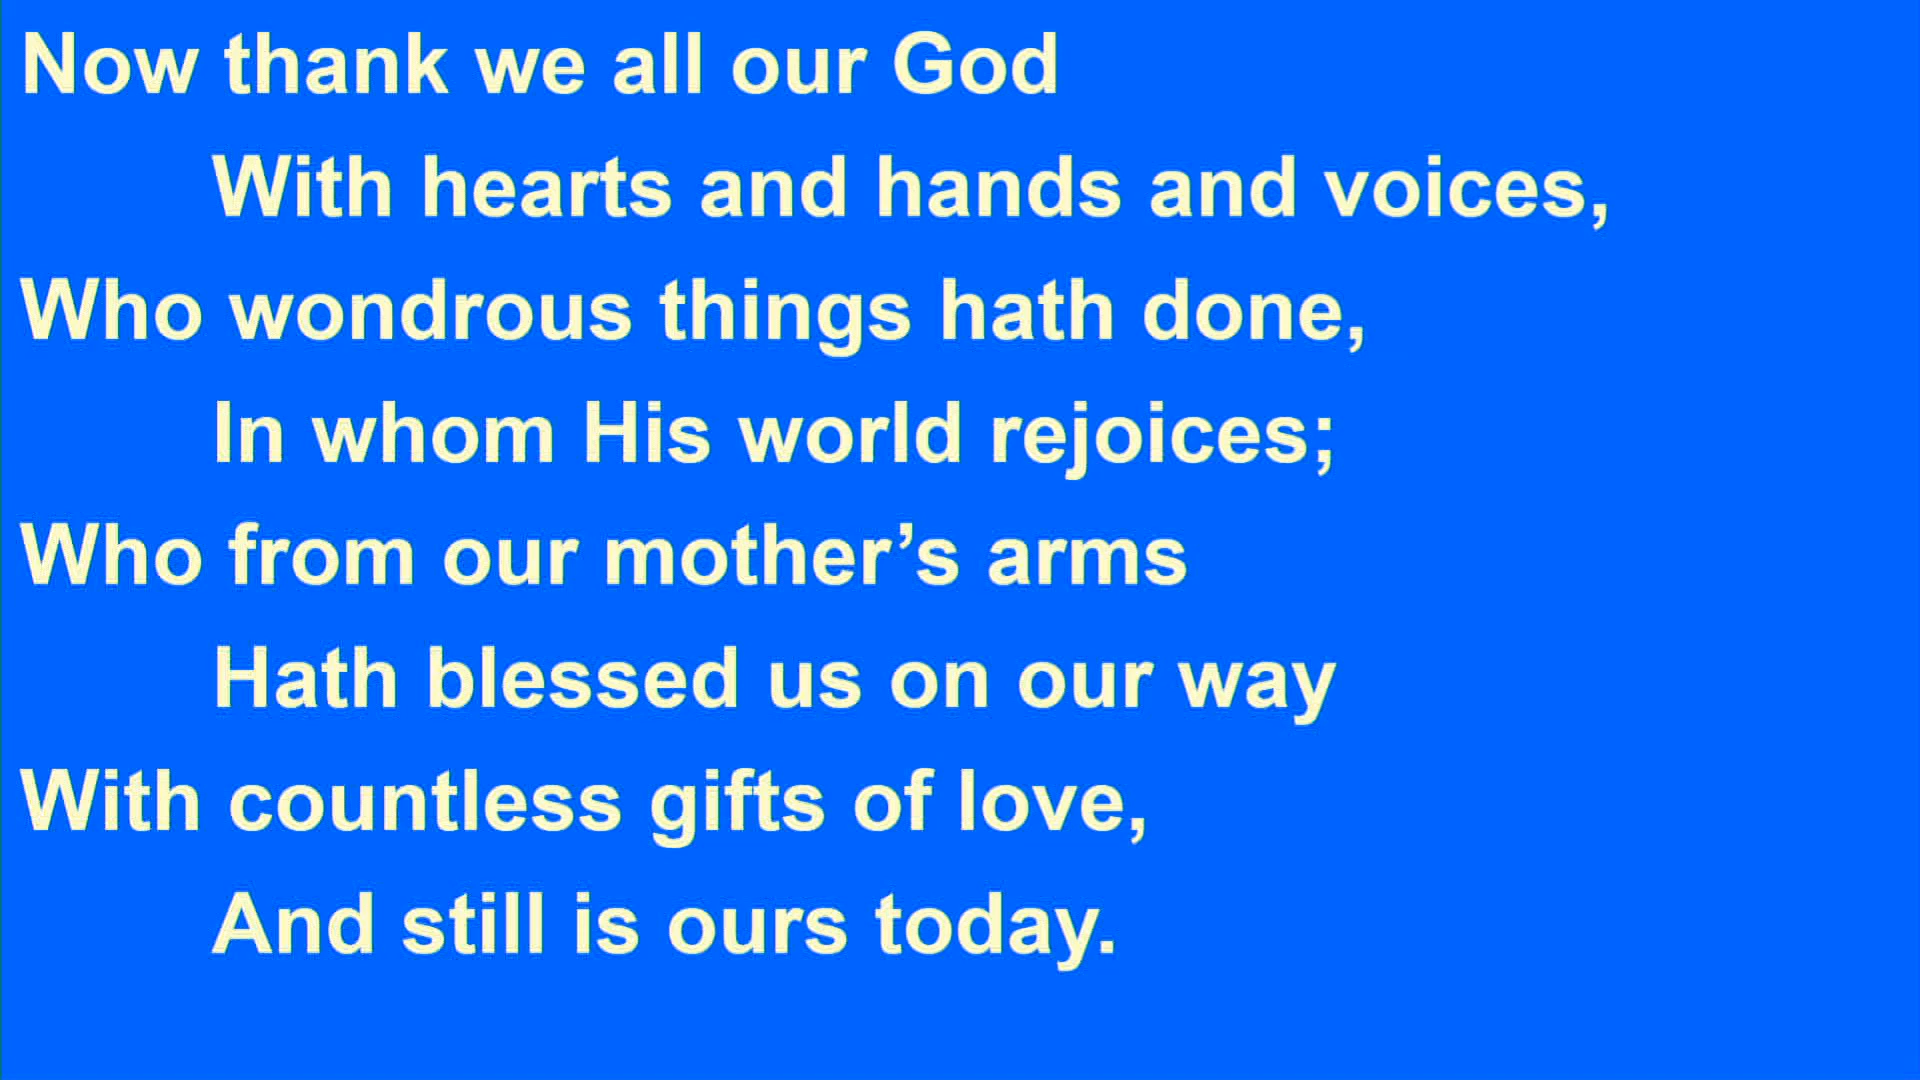 Now thank we all our God
With hearts and hands and voices,
Who wondrous things hath done,
In whom His world rejoices;
Who from our mother’s arms
Hath blessed us on our way
With countless gifts of love,
And still is ours today.